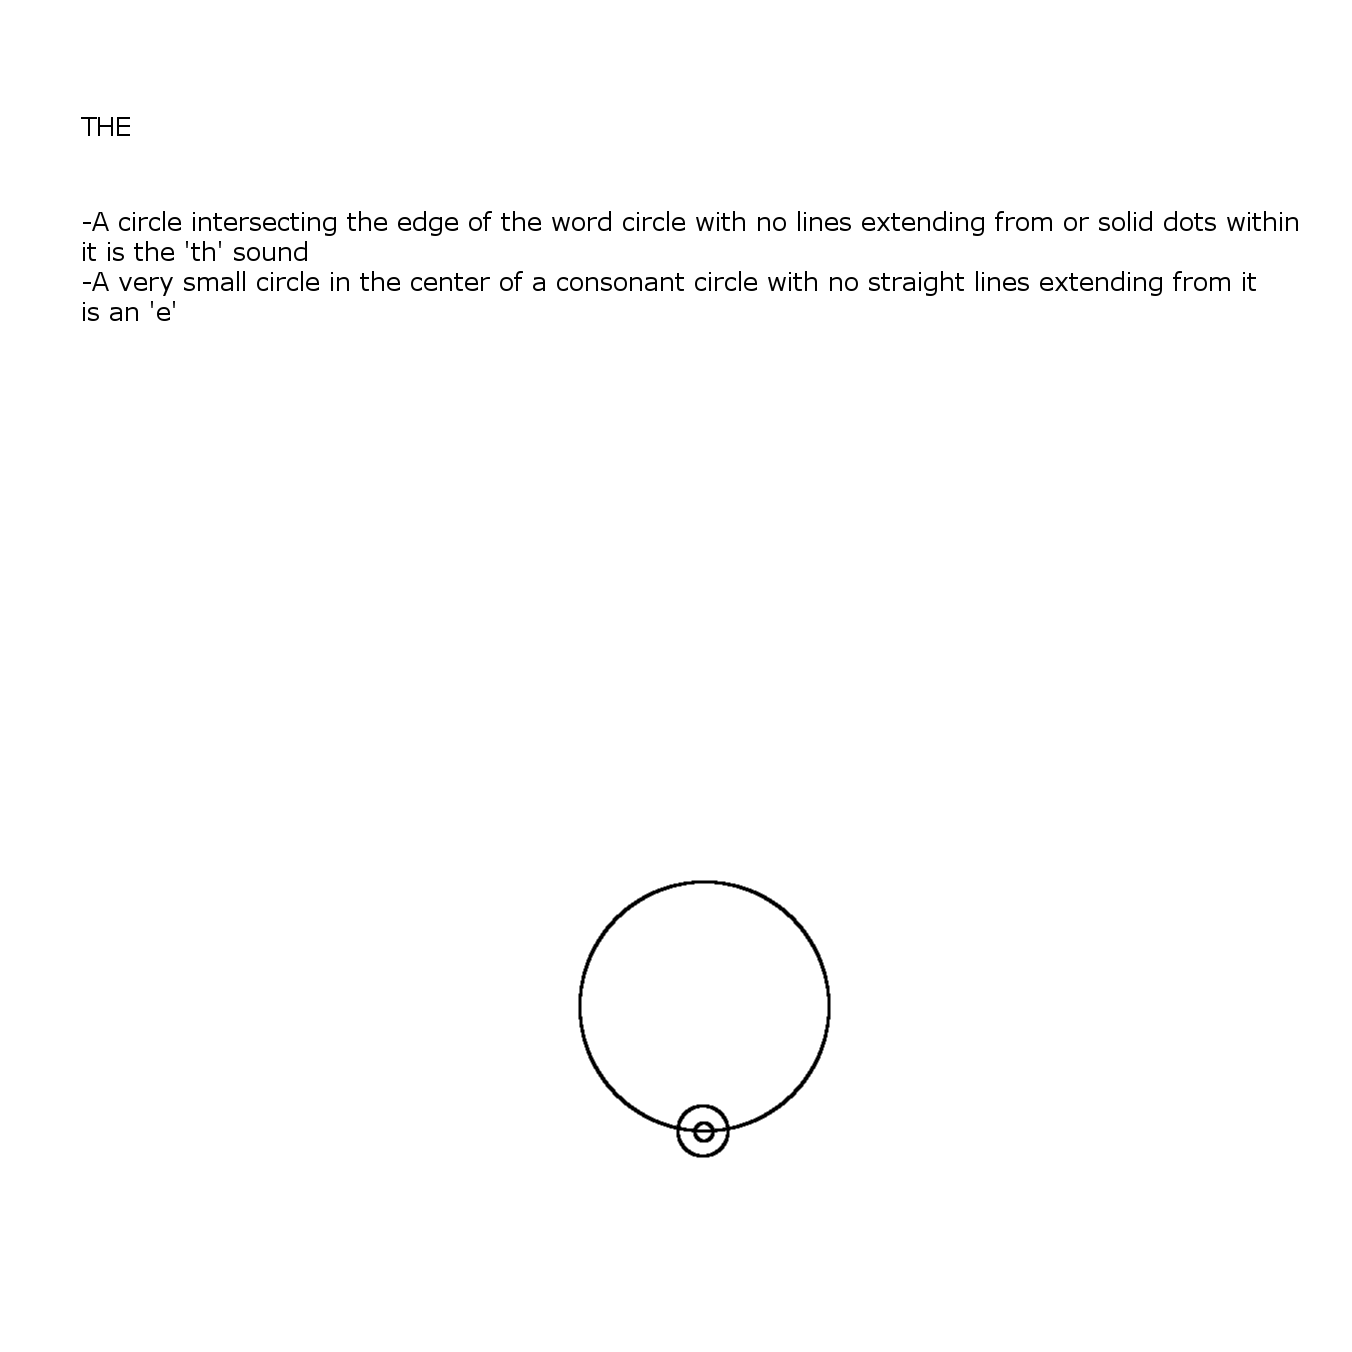 THE
-A circle intersecting the edge of the word circle with no lines extending from or solid dots within
it is the 'th' sound
-A very small circle in the center of a consonant circle with no straight lines extending from it
is an 'e'